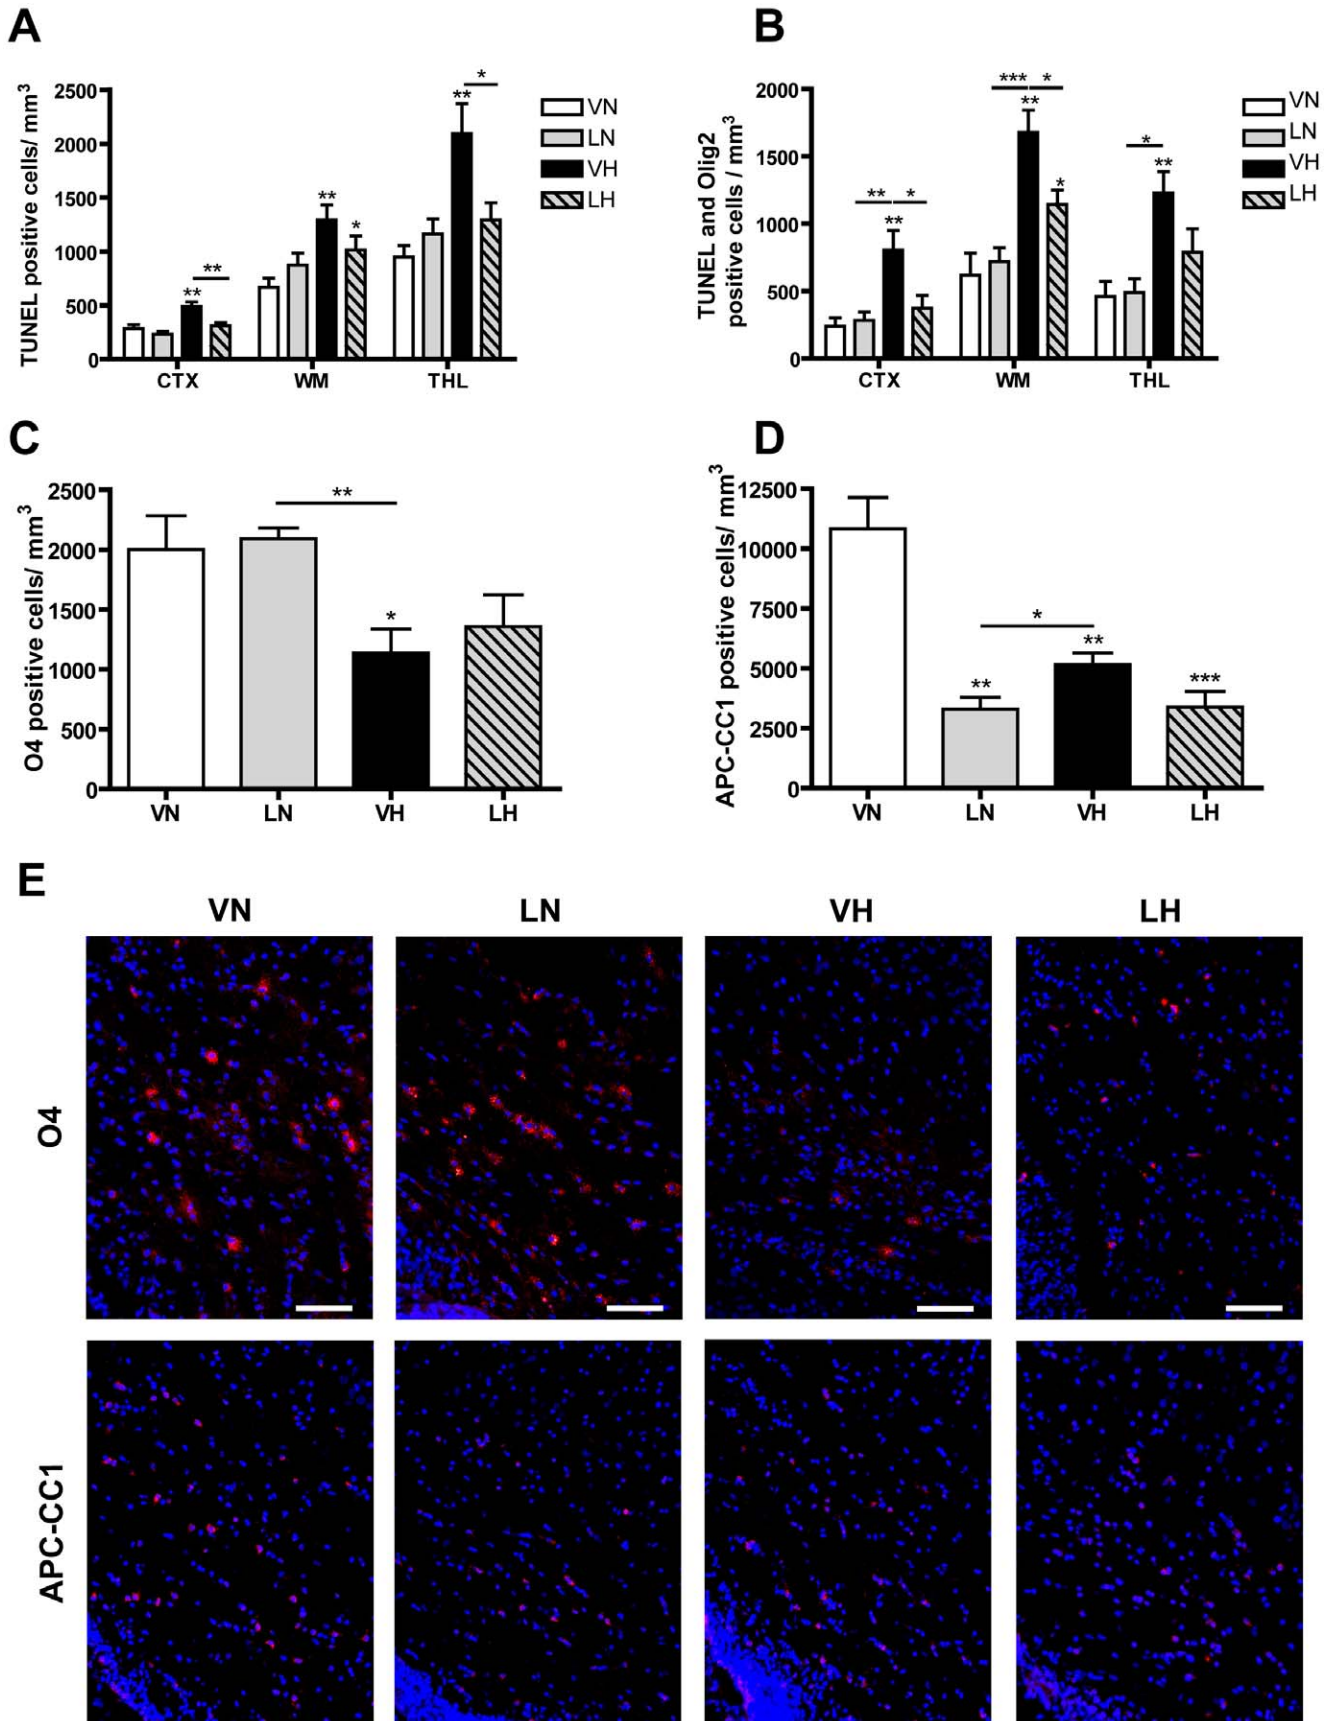 A
TUNEL positive cells/ mm3
2500
2000
1500
1000
500
0
**
**
**
*
**
*
CTX
WM
THL
VN
LN
VH
LH
B
TUNEL and Olig2
positive cells / mm3
2000
1500
1000
500
0
**
*
**
***
*
**
*
*
**
CTX
WM
THL
VN
LN
VH
LH
C
O4 positive cells/ mm3
2500
2000
1500
1000
500
0
**
*
VN
LN
VH
LH
D
APC-CC1 positive cells/ mm3
12500
10000
7500
5000
2500
0
*
**
**
***
VN
LN
VH
LH
E
VN
LN
VH
LH
O4
APC-CC1